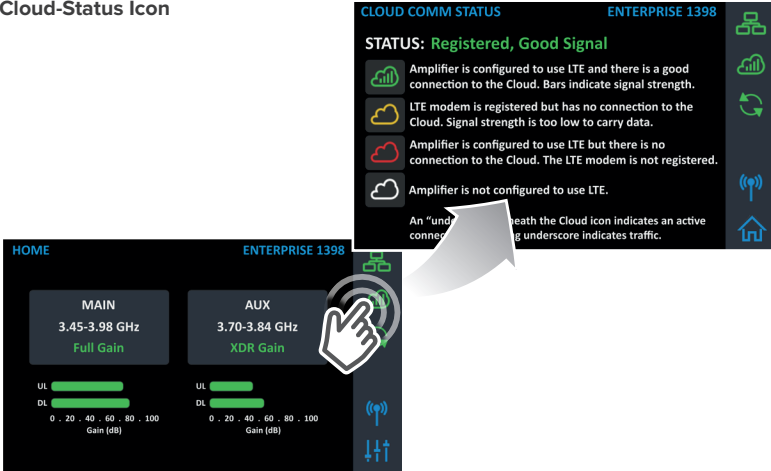 Cloud-Status Icon
CLOUD COMM STATUS ENTERPRISE 1398
STATUS: Registered, Good Signal
Amplifier is configured to use LTE and there is a good
connection to the Cloud. Bars indicate signal strength.
LTE modem is registered but has no connection to the
Cloud. Signal strength is too low to carry data.
Amplifier is configured to use LTE but there is no
connection to the Cloud. The LTE modem is not registered.
Amplifier is not configured to use LTE.
An "unde eath the Cloud icon indicates an active
connec g underscore indicates traffic.
HOME ENTERPRISE 1398
MAIN
3.45-3.98 GHz
Full Gain
AUX
3.70-3.84 GHz
XDR Gain
UL
DL
0 . 20 . 40 . 60 . 80 . 100
Gain (dB)
UL
DL
0 . 20 . 40 . 60 . 80 . 100
Gain (dB)